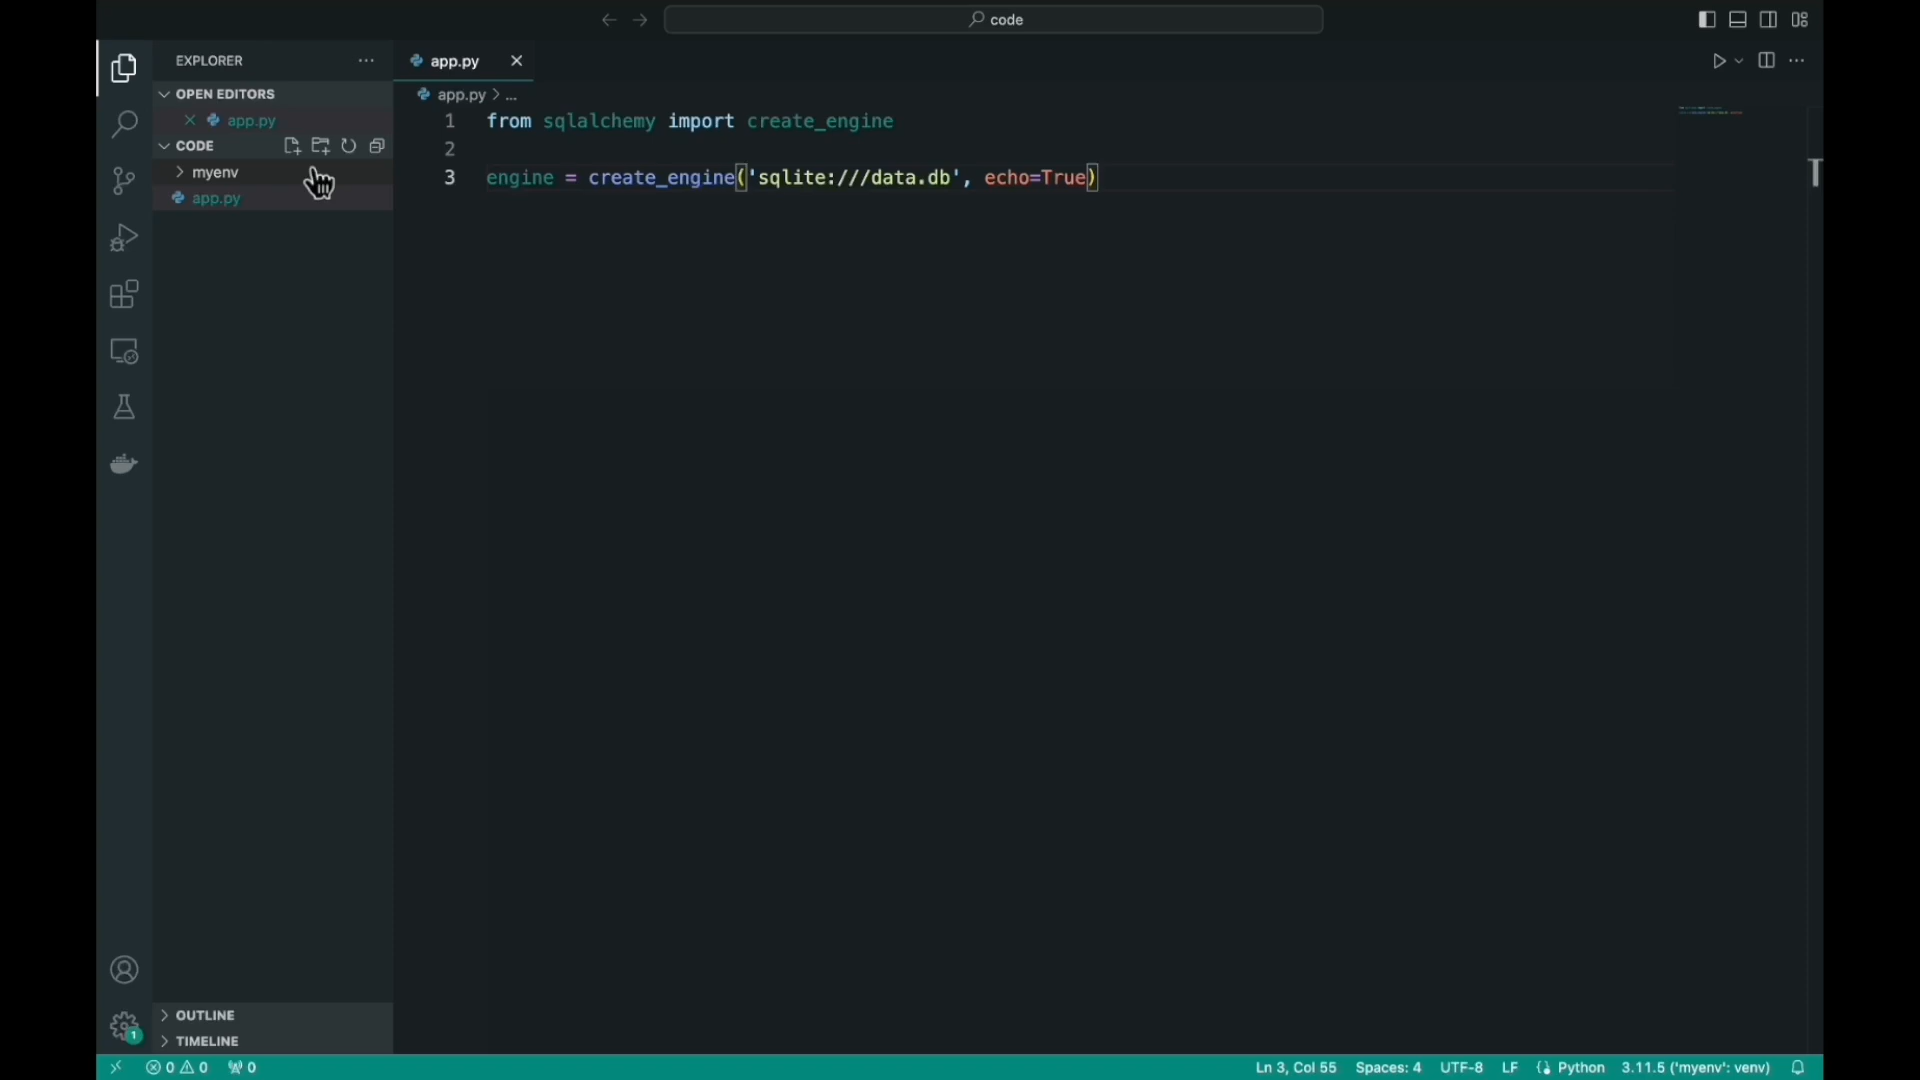 code
EXPLORER
app.py
OPEN EDITORS
app.py > ...
app.py
CODE
myenv
app.py
1 from sqlalchemy import create_engine
2
3 engine = create_engine('sqlite:///data.db', echo=True)
OUTLINE
1
TIMELINE
0 0 0 Ln 3, Col 55 Spaces: 4 UTF-8 LF Python 3.11.5 ('myenv': venv)